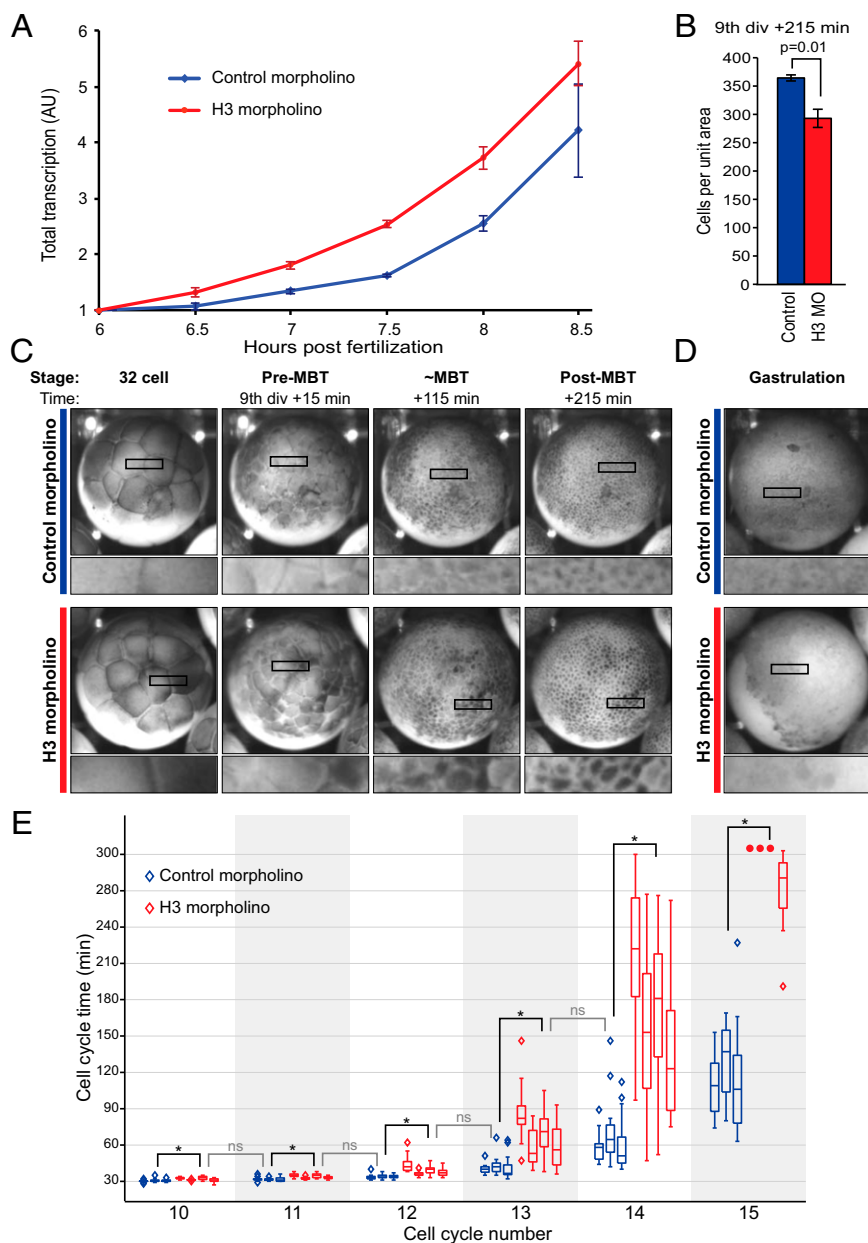 A
Total transcription (AU)
6
5
4
3
2
1
Control morpholino
H3 morpholino
6
6.5
7
7.5
8
8.5
Hours post fertilization
B
9th div +215 min
p=0.01
Cells per unit area
400
350
300
350
200
150
100
50
0
Control
H3 MO
C
Stage: 32 cell Pre-MBT ~MBT Post-MBT
Time: 9th div +15 min +115 min +215 min
Control morpholino
H3 morpholino
D
Gastrulation
Control morpholino
H3 morpholino
E
Cell cycle time (min)
300
280
240
210
180
150
120
90
60
30
Control morpholino
H3 morpholino
* ns * ns * ns * ns * *
10 11 12 13 14 15
Cell cycle number